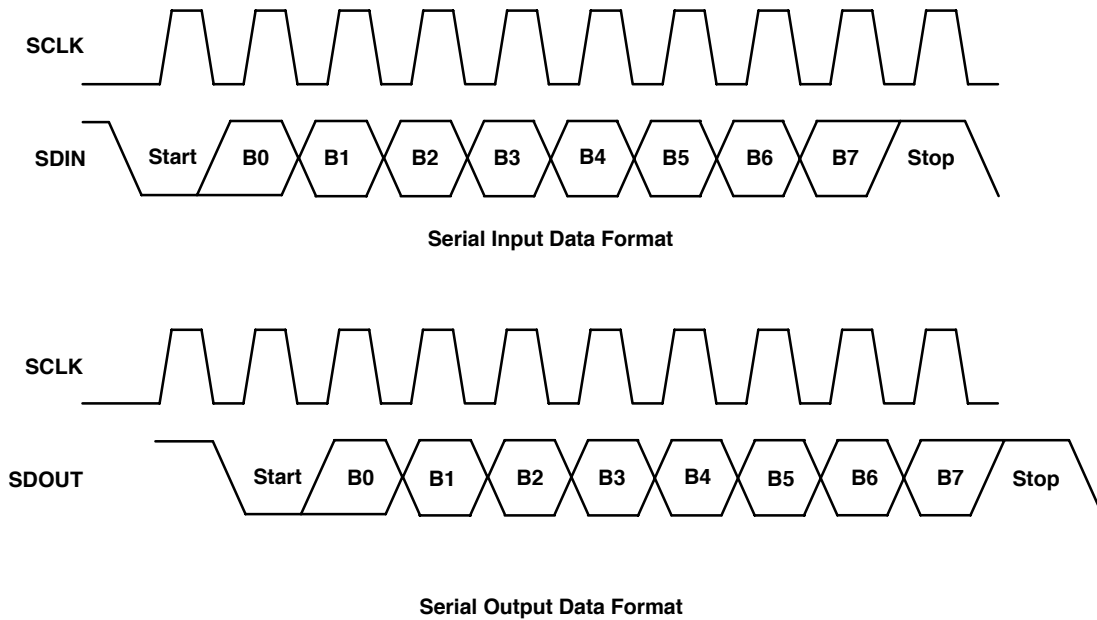 SCLK
SDIN Start B0 B1 B2 B3 B4 B5 B6 B7 Stop
Serial Input Data Format
SCLK
SDOUT Start B0 B1 B2 B3 B4 B5 B6 B7 Stop
Serial Output Data Format